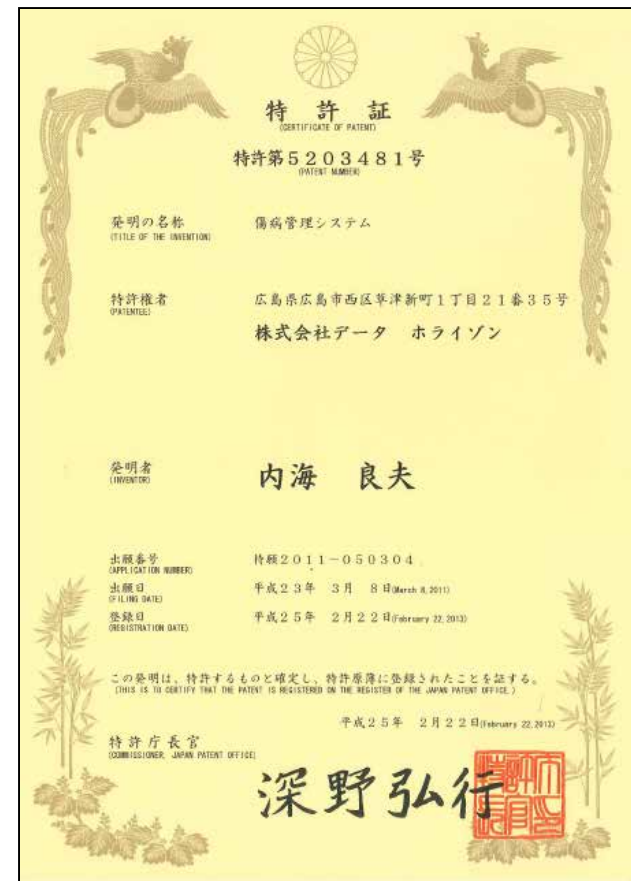 特許証
(CERTIFICATE OF PATENT)
特許第5203481号
(PATENT NUMBER)
発明の名称 傷病管理システム
(TITLE OF THE INVENTION)
特許権者 広島県広島市西区草津新町1丁目21番35号
(PATENTEE)
株式会社データ ホライゾン
発明者 内海 良夫
(INVENTOR)
出願番号 特願2011-050304
(APPLICATION NUMBER)
出願日 平成23年 3月 8日(March 8,2011)
(FILING DATE)
登録日 平成25年 2月22日(February 22,2013)
(REGISTRATION DATE)
この発明は、特許するものと確定し、特許原簿に登録されたことを証する。
(THIS IS TO CERTIFY THAT THE PATENT IS REGISTERED ON THE REGISTER OF THE JAPAN PATENT OFFICE.)
平成25年 2月22日(February 22,2013)
特許庁長官
(COMMISSIONER, JAPAN PATENT OFFICE)
深野弘行